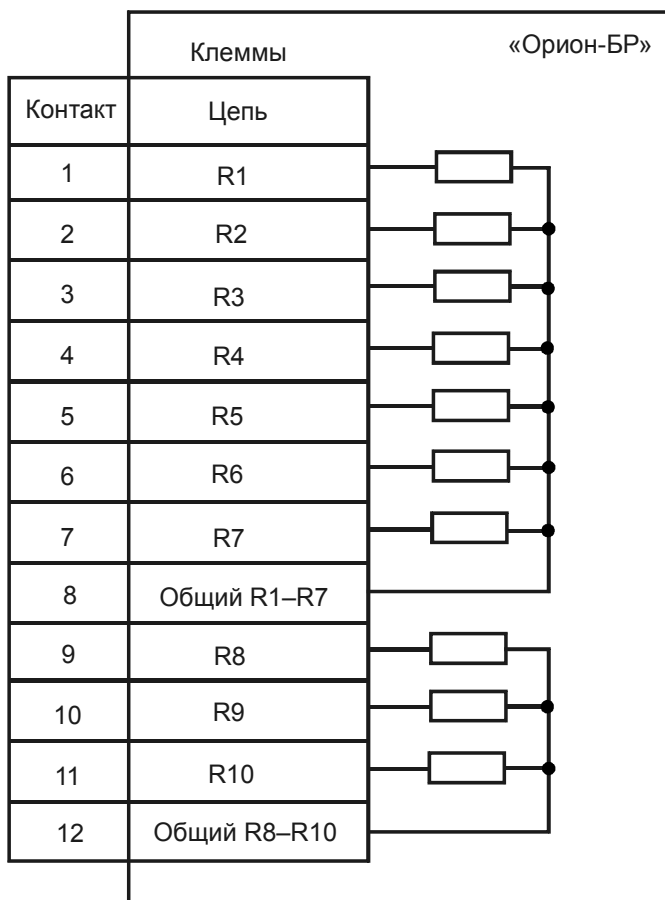 Клеммы «Орион-БР»
Контакт Цепь
1 R1
2 R2
3 R3
4 R4
5 R5
6 R6
7 R7
8 Общий R1–R7
9 R8
10 R9
11 R10
12 Общий R8–R10